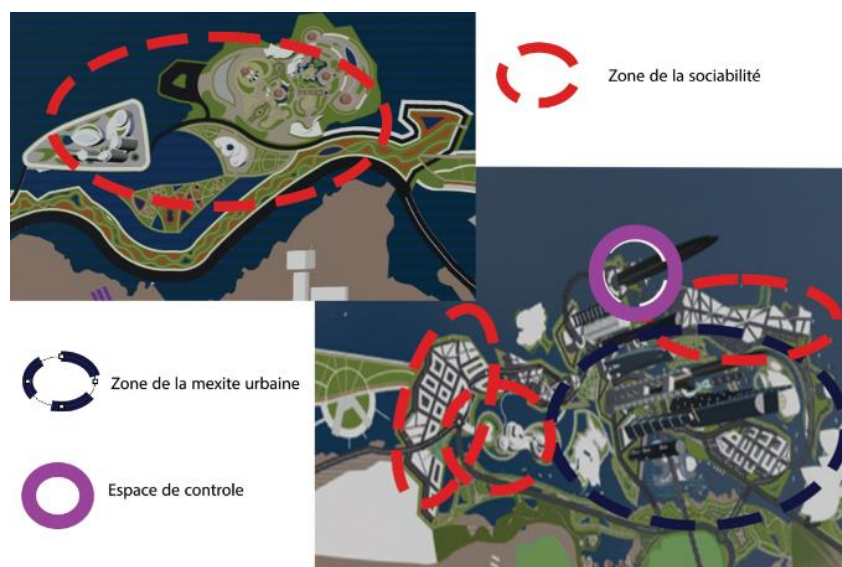 Zone de la sociabilité
Zone de la mexite urbaine
Espace de controle